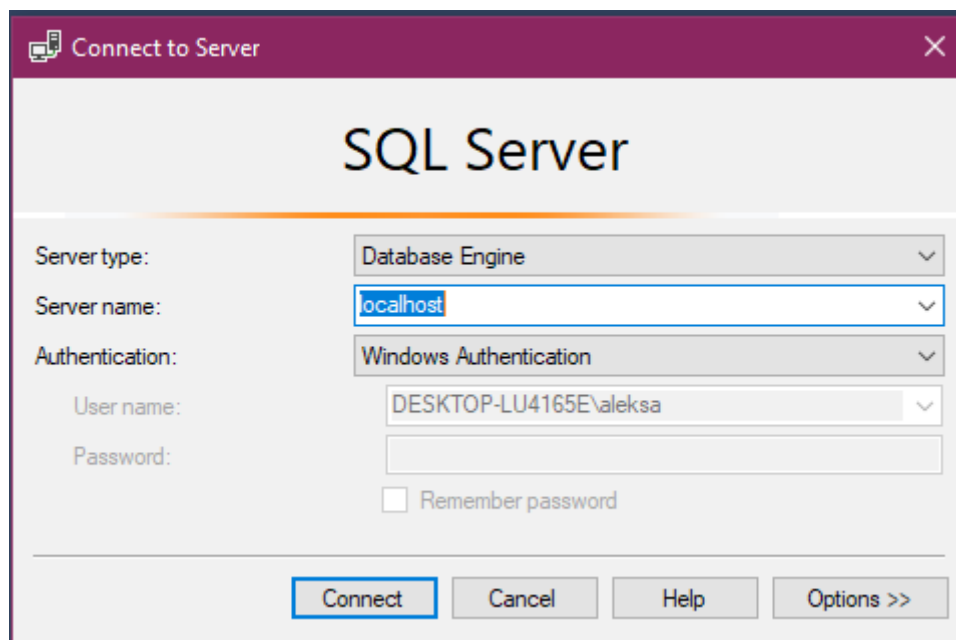 Connect to Server
SQL Server
Server type: Database Engine
Server name: localhost
Authentication: Windows Authentication
User name: DESKTOP-LU4165E\aleksa
Password:
Remember password
Connect Cancel Help Options >>